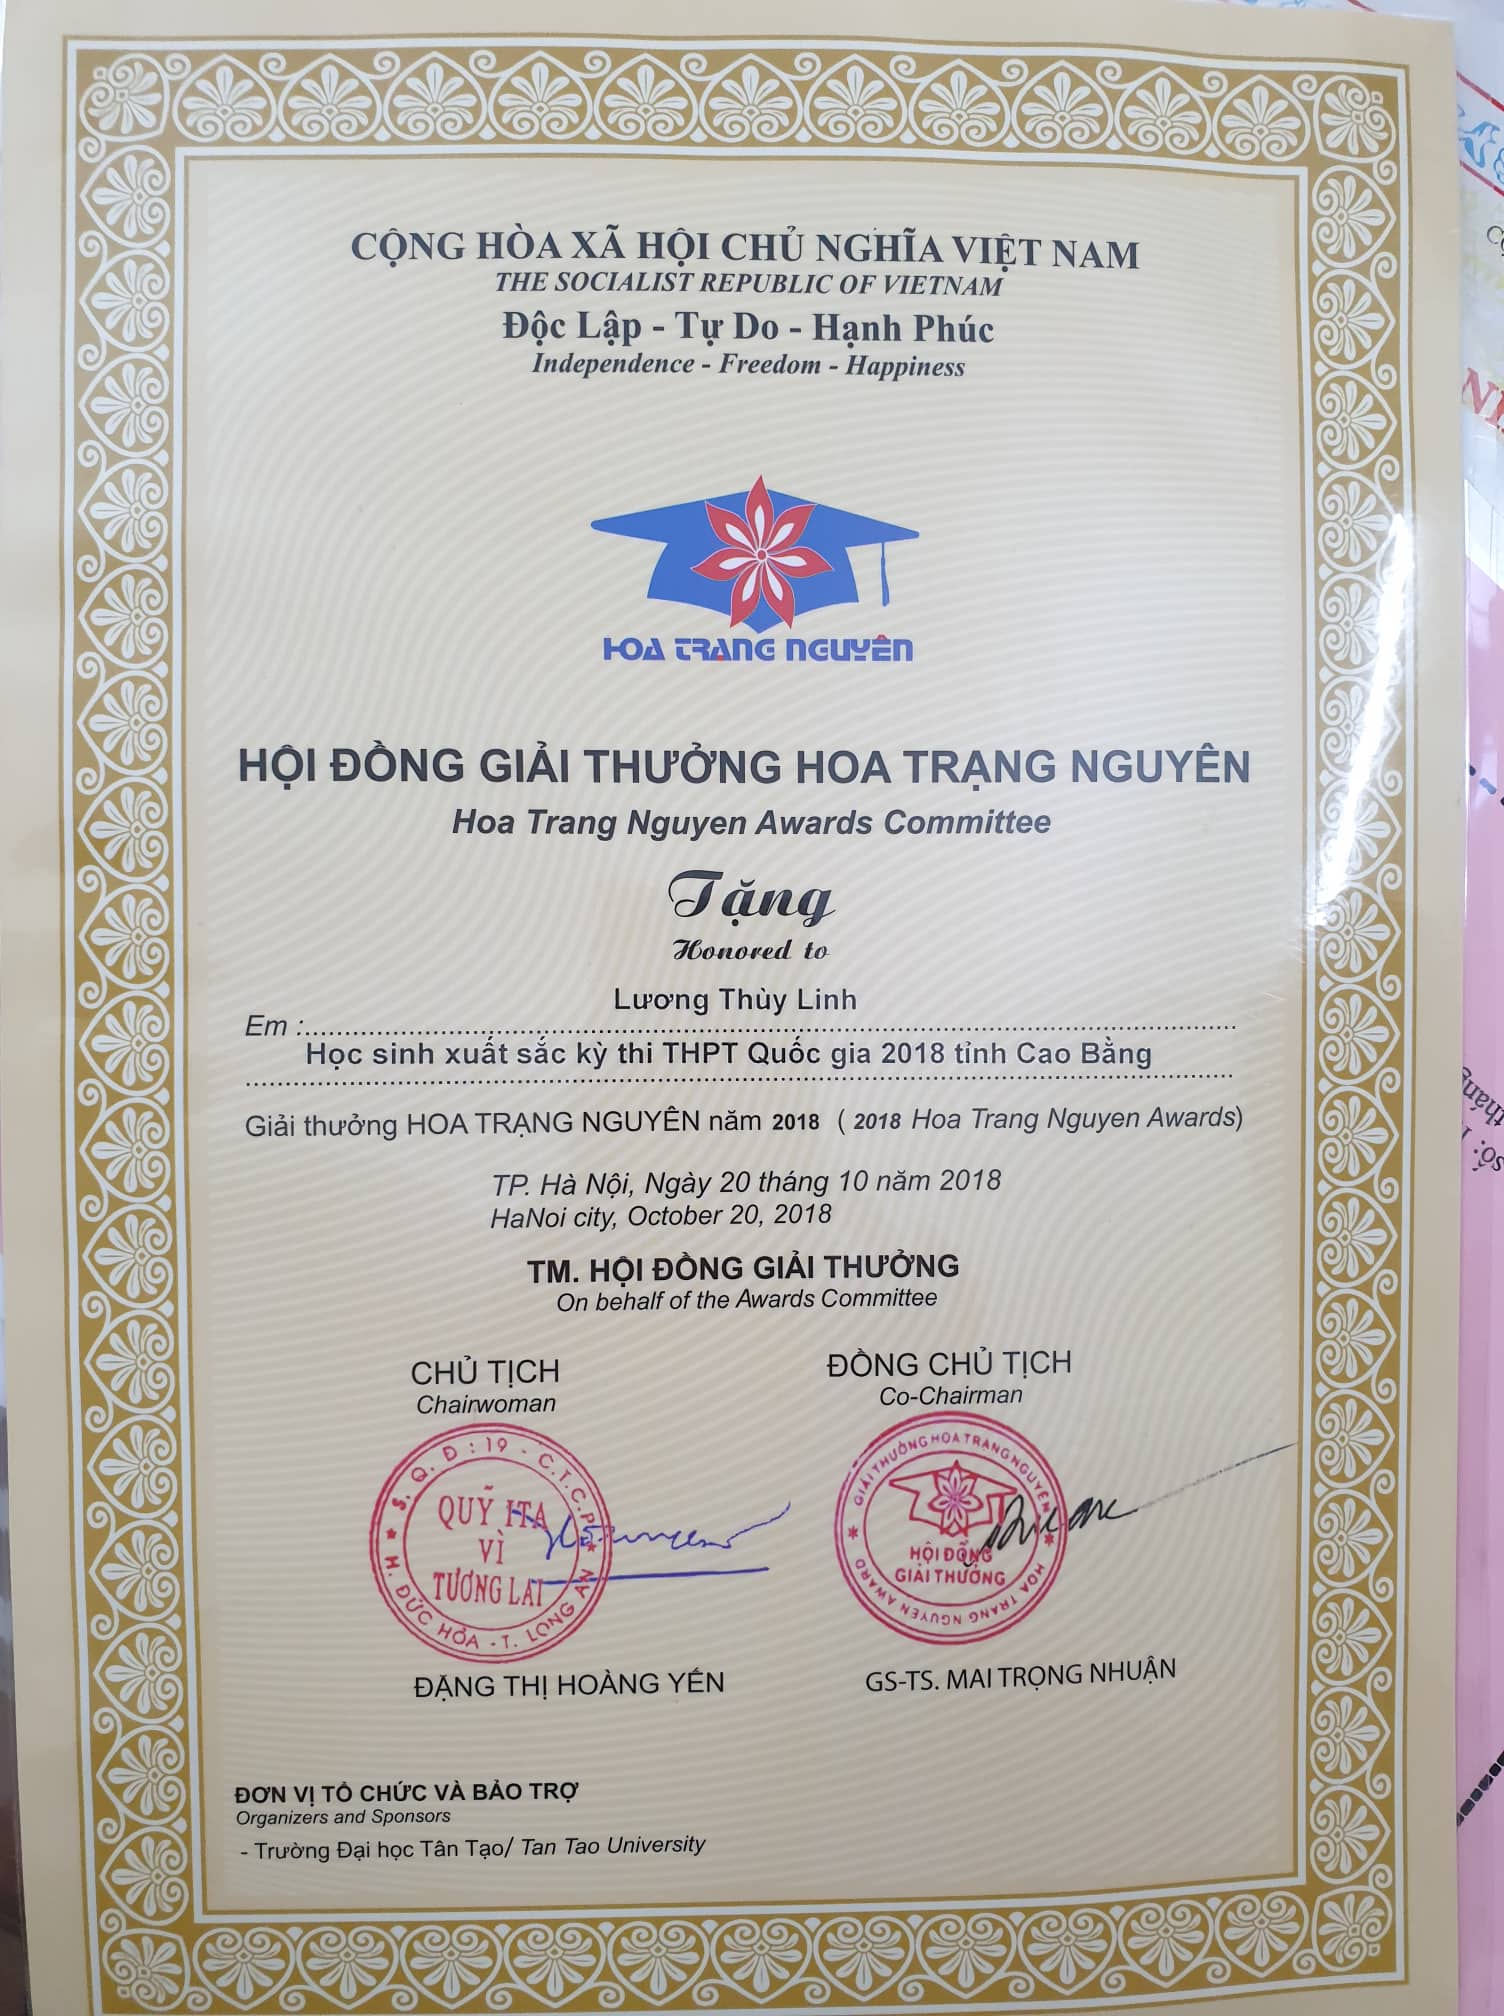 CỘNG HÒA XÃ HỘI CHỦ NGHĨA VIỆT NAM
THE SOCIALIST REPUBLIC OF VIETNAM
Độc Lập - Tự Do - Hạnh Phúc
Independence - Freedom - Happiness
HOA TRẠNG NGUYÊN
HỘI ĐỒNG GIẢI THƯỞNG HOA TRẠNG NGUYÊN
Hoa Trang Nguyen Awards Committee
Tặng
Honored to
Lương Thùy Linh
Em :
Học sinh xuất sắc kỳ thi THPT Quốc gia 2018 tỉnh Cao Bằng
Giải thưởng HOA TRẠNG NGUYÊN năm 2018 ( 2018 Hoa Trang Nguyen Awards)
TP. Hà Nội, Ngày 20 tháng 10 năm 2018
HaNoi city, October 20, 2018
TM. HỘI ĐỒNG GIẢI THƯỞNG
On behalf of the Awards Committee
CHỦ TỊCH
Chairwoman
S. Q. Đ : 19 - C.T.C.P
QUỸ ITA
VÌ
TƯƠNG LAI
H. ĐỨC HÒA - T. LONG AN
ĐẶNG THỊ HOÀNG YẾN
ĐỒNG CHỦ TỊCH
Co-Chairman
GIẢI THƯỞNG HOA TRẠNG NGUYÊN
HỘI ĐỒNG
GIẢI THƯỞNG
HOA TRANG NGUYEN AWARD
GS-TS. MAI TRỌNG NHUẬN
ĐƠN VỊ TỔ CHỨC VÀ BẢO TRỢ
Organizers and Sponsors
- Trường Đại học Tân Tạo/ Tan Tao University
tháng
số: